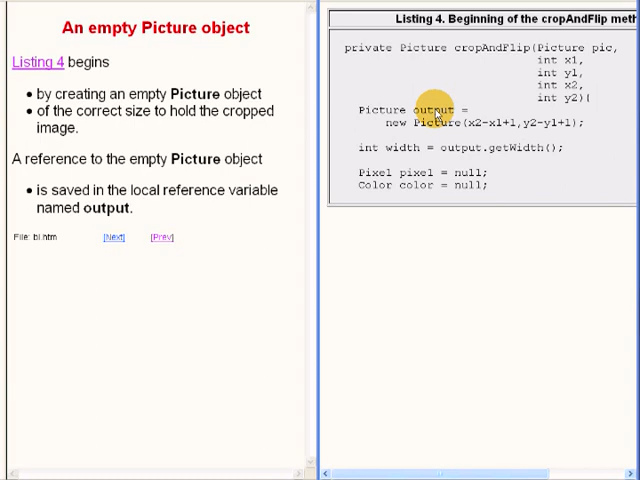 An empty Picture object
Listing 4 begins
• by creating an empty Picture object
• of the correct size to hold the cropped
image.
A reference to the empty Picture object
• is saved in the local reference variable
named output.
File: bl.htm [Next] [Prev]
Listing 4. Beginning of the cropAndFlip meth
private Picture cropAndFlip(Picture pic,
int x1,
int y1,
int x2,
int y2){
Picture output =
new Picture(x2-x1+1,y2-y1+1);
int width = output.getWidth();
Pixel pixel = null;
Color color = null;